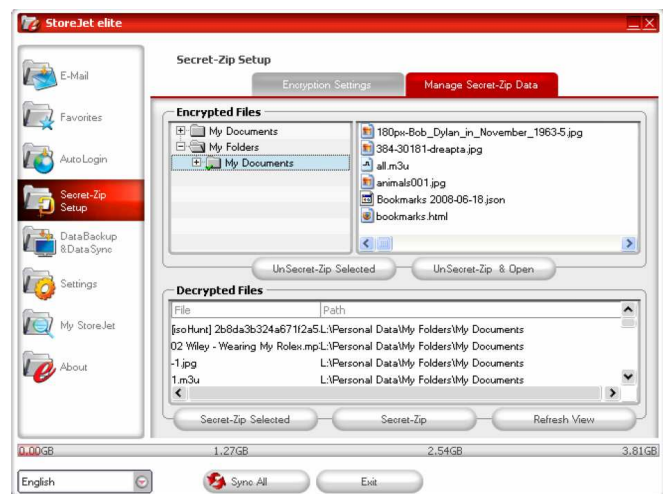 StoreJet elite
E-Mail
Favorites
AutoLogin
Secret-Zip
Setup
DataBackup
&DataSync
Settings
My StoreJet
About
Secret-Zip Setup
Encryption Settings
Manage Secret-Zip Data
Encrypted Files
My Documents
My Folders
My Documents
180px-Bob_Dylan_in_November_1963-5.jpg
384-30181-dreapta.jpg
all.m3u
animals001.jpg
Bookmarks 2008-06-18.json
bookmarks.html
UnSecret-Zip Selected
UnSecret-Zip & Open
Decrypted Files
File Path
[isoHunt] 2b8da3b324a671f2a5 L:\Personal Data\My Folders\My Documents
02 Wiley - Wearing My Rolex.mp: L:\Personal Data\My Folders\My Documents
-1.jpg L:\Personal Data\My Folders\My Documents
1.m3u L:\Personal Data\My Folders\My Documents
Secret-Zip Selected
Secret-Zip
Refresh View
0.00GB 1.27GB 2.54GB 3.81GB
English
Sync All
Exit